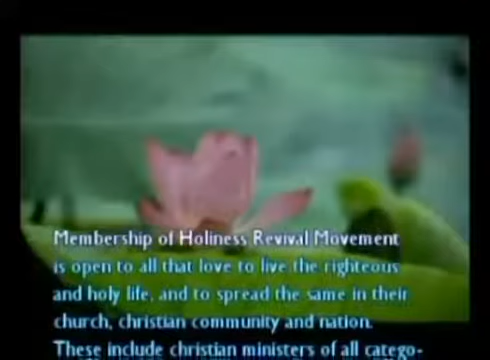 Membership of Holiness Revival Movement
is open to all that love to live the righteous
and holy life, and to spread the same in their
church, christian community and nation.
These include christian ministers of all catego-